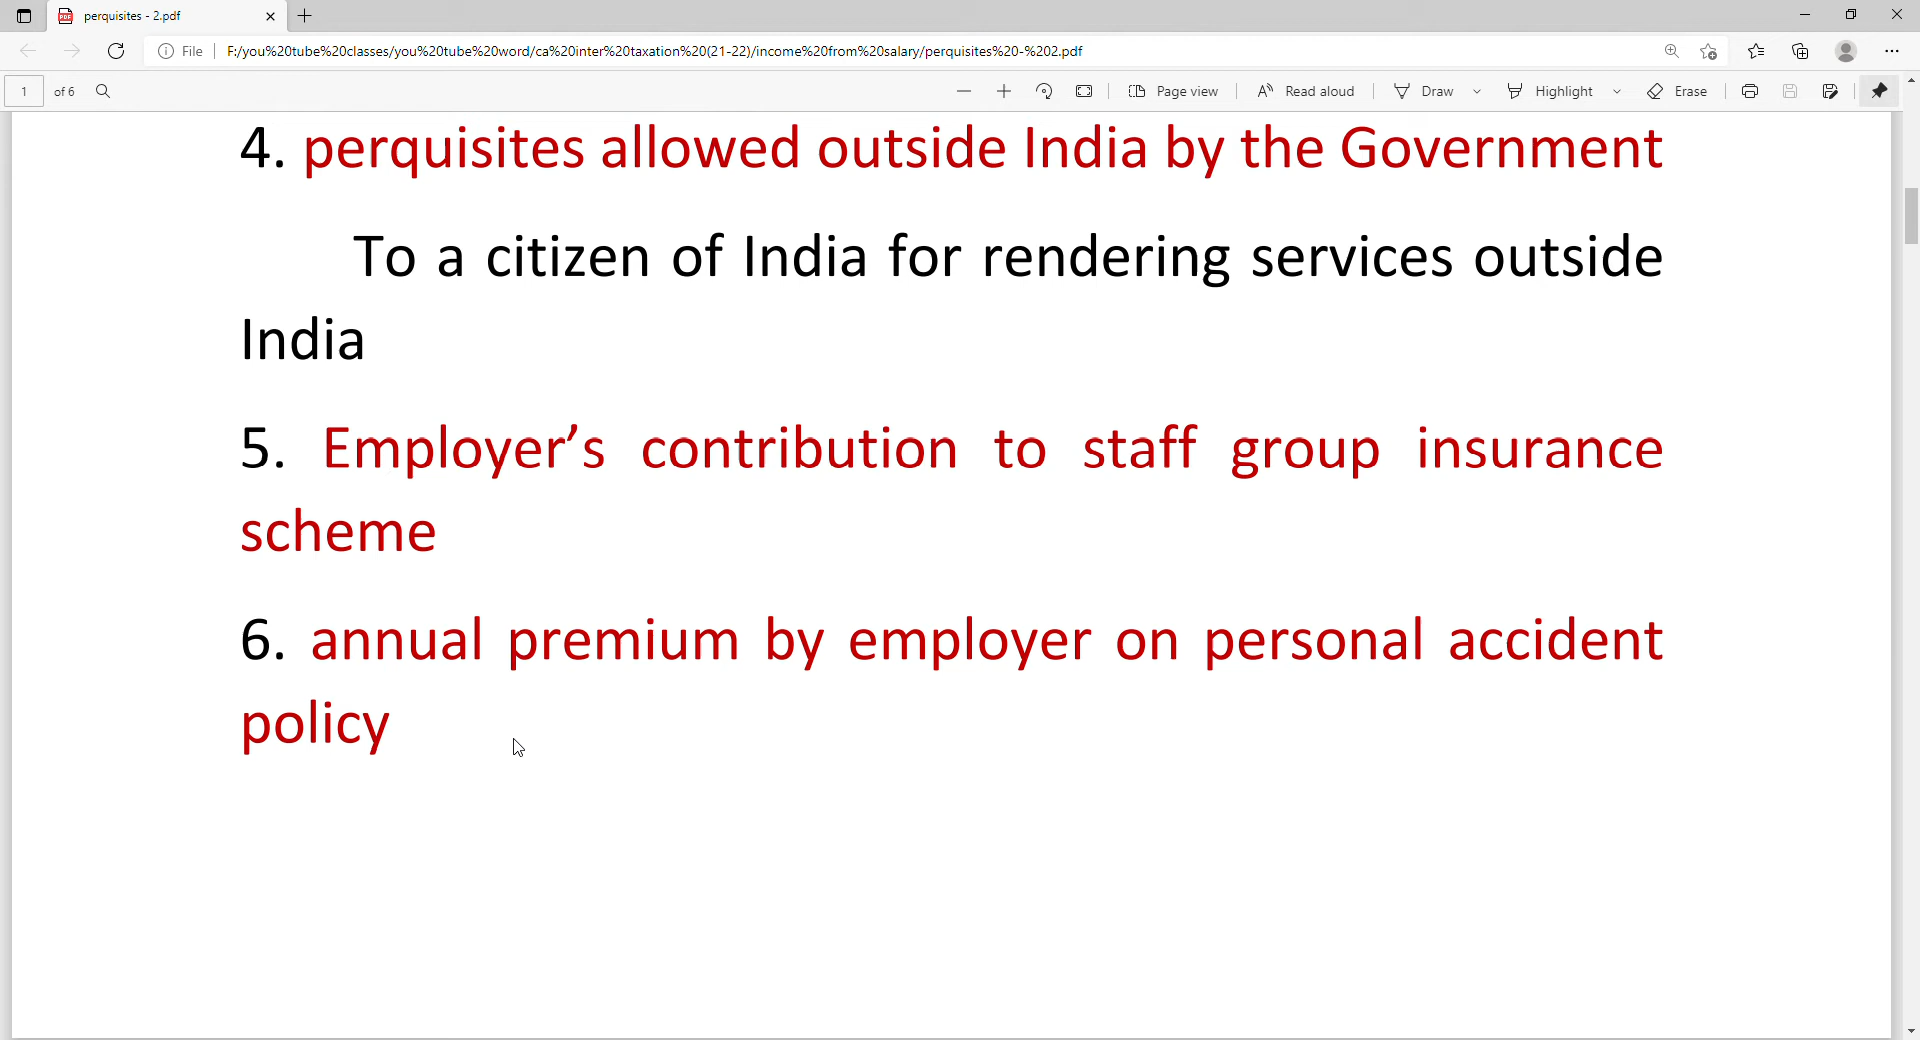 perquisites - 2.pdf
File
F:/you%20tube%20classes/you%20tube%20word/ca%20inter%20taxation%20(21-22)/income%20from%20salary/perquisites%20-%202.pdf
1 of 6
Page view
Read aloud
Draw
Highlight
Erase
4. perquisites allowed outside India by the Government
To a citizen of India for rendering services outside
India
5. Employer’s contribution to staff group insurance
scheme
6. annual premium by employer on personal accident
policy